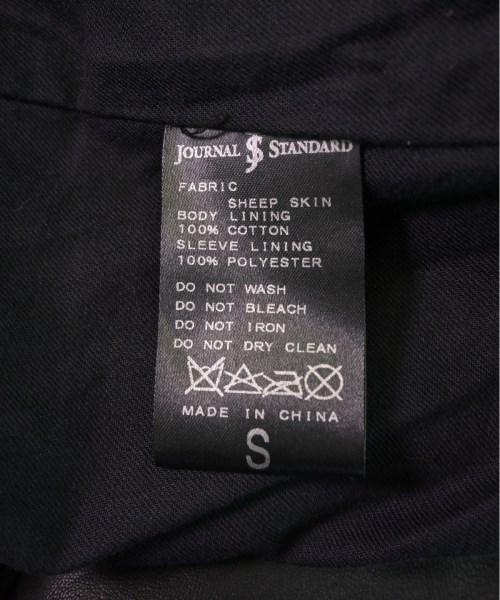 JOURNAL JS STANDARD
FABRIC
SHEEP SKIN
BODY LINING
100% COTTON
SLEEVE LINING
100% POLYESTER
DO NOT WASH
DO NOT BLEACH
DO NOT IRON
DO NOT DRY CLEAN
MADE IN CHINA
S